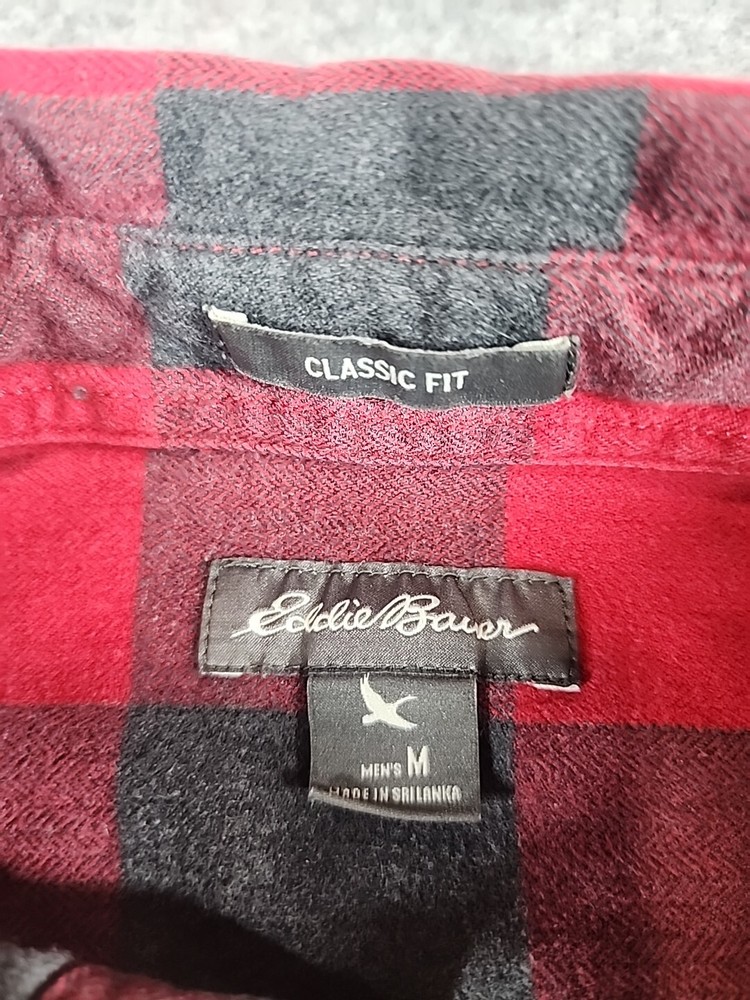 CLASSIC FIT
Eddie Bauer
MEN'S M
MADE IN SRI LANKA